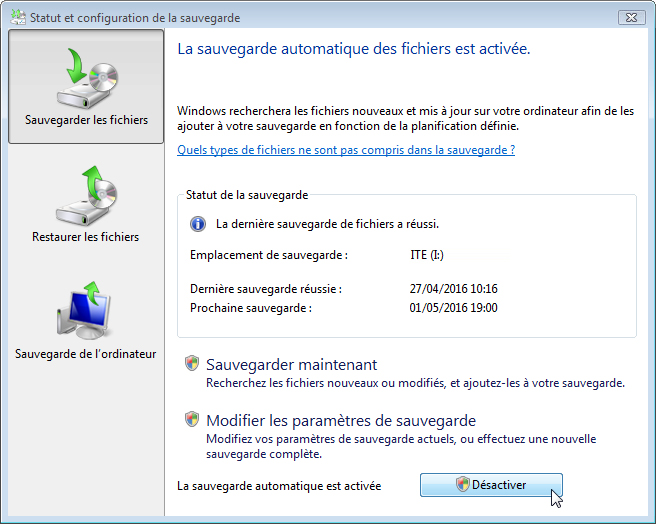 Statut et configuration de la sauvegarde
Sauvegarder les fichiers
Restaurer les fichiers
Sauvegarde de l'ordinateur
La sauvegarde automatique des fichiers est activée.
Windows recherchera les fichiers nouveaux et mis à jour sur votre ordinateur afin de les
ajouter à votre sauvegarde en fonction de la planification définie.
Quels types de fichiers ne sont pas compris dans la sauvegarde ?
Statut de la sauvegarde
La dernière sauvegarde de fichiers a réussi.
Emplacement de sauvegarde : ITE (I:)
Dernière sauvegarde réussie : 27/04/2016 10:16
Prochaine sauvegarde : 01/05/2016 19:00
Sauvegarder maintenant
Recherchez les fichiers nouveaux ou modifiés, et ajoutez-les à votre sauvegarde.
Modifier les paramètres de sauvegarde
Modifiez vos paramètres de sauvegarde actuels, ou effectuez une nouvelle
sauvegarde complète.
La sauvegarde automatique est activée Désactiver